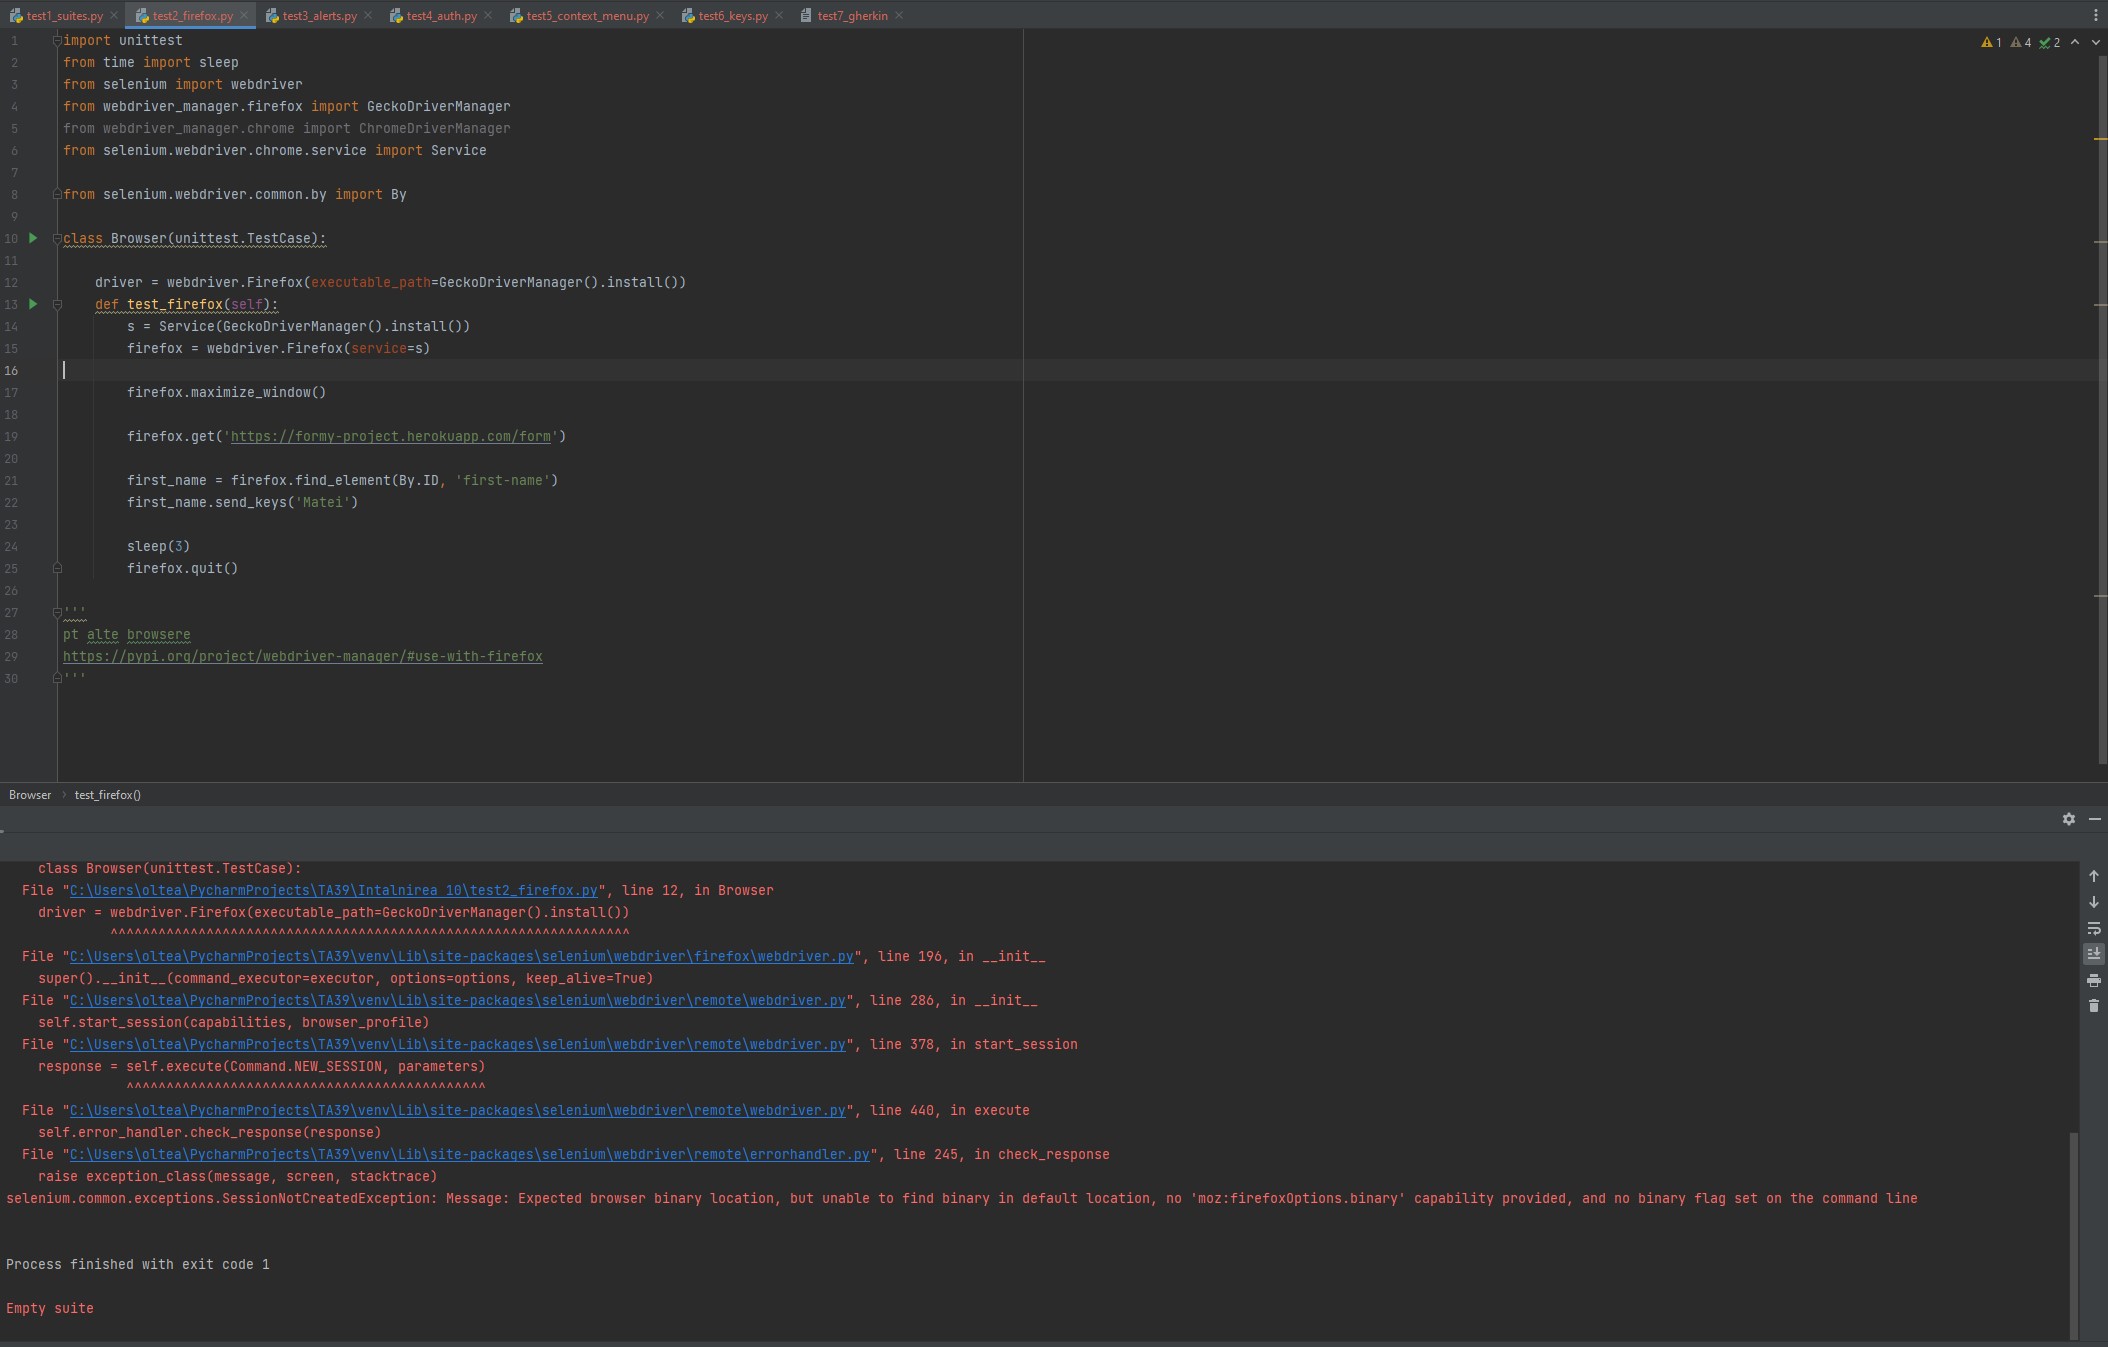 test1_suites.py
test2_firefox.py
test3_alerts.py
test4_auth.py
test5_context_menu.py
test6_keys.py
test7_gherkin
1 4 2
1 import unittest
2 from time import sleep
3 from selenium import webdriver
4 from webdriver_manager.firefox import GeckoDriverManager
5 from webdriver_manager.chrome import ChromeDriverManager
6 from selenium.webdriver.chrome.service import Service
7
8 from selenium.webdriver.common.by import By
9
10 class Browser(unittest.TestCase):
11
12     driver = webdriver.Firefox(executable_path=GeckoDriverManager().install())
13     def test_firefox(self):
14         s = Service(GeckoDriverManager().install())
15         firefox = webdriver.Firefox(service=s)
16
17         firefox.maximize_window()
18
19         firefox.get('https://formy-project.herokuapp.com/form')
20
21         first_name = firefox.find_element(By.ID, 'first-name')
22         first_name.send_keys('Matei')
23
24         sleep(3)
25         firefox.quit()
26
27 '''
28 pt alte browsere
29 https://pypi.org/project/webdriver-manager/#use-with-firefox
30 '''
Browser > test_firefox()
    class Browser(unittest.TestCase):
  File "C:\Users\oltea\PycharmProjects\TA39\Intalnirea 10\test2_firefox.py", line 12, in Browser
    driver = webdriver.Firefox(executable_path=GeckoDriverManager().install())
             ^^^^^^^^^^^^^^^^^^^^^^^^^^^^^^^^^^^^^^^^^^^^^^^^^^^^^^^^^^^^^^^^^
  File "C:\Users\oltea\PycharmProjects\TA39\venv\Lib\site-packages\selenium\webdriver\firefox\webdriver.py", line 196, in __init__
    super().__init__(command_executor=executor, options=options, keep_alive=True)
  File "C:\Users\oltea\PycharmProjects\TA39\venv\Lib\site-packages\selenium\webdriver\remote\webdriver.py", line 286, in __init__
    self.start_session(capabilities, browser_profile)
  File "C:\Users\oltea\PycharmProjects\TA39\venv\Lib\site-packages\selenium\webdriver\remote\webdriver.py", line 378, in start_session
    response = self.execute(Command.NEW_SESSION, parameters)
               ^^^^^^^^^^^^^^^^^^^^^^^^^^^^^^^^^^^^^^^^^^^^^
  File "C:\Users\oltea\PycharmProjects\TA39\venv\Lib\site-packages\selenium\webdriver\remote\webdriver.py", line 440, in execute
    self.error_handler.check_response(response)
  File "C:\Users\oltea\PycharmProjects\TA39\venv\Lib\site-packages\selenium\webdriver\remote\errorhandler.py", line 245, in check_response
    raise exception_class(message, screen, stacktrace)
selenium.common.exceptions.SessionNotCreatedException: Message: Expected browser binary location, but unable to find binary in default location, no 'moz:firefoxOptions.binary' capability provided, and no binary flag set on the command line
Process finished with exit code 1
Empty suite